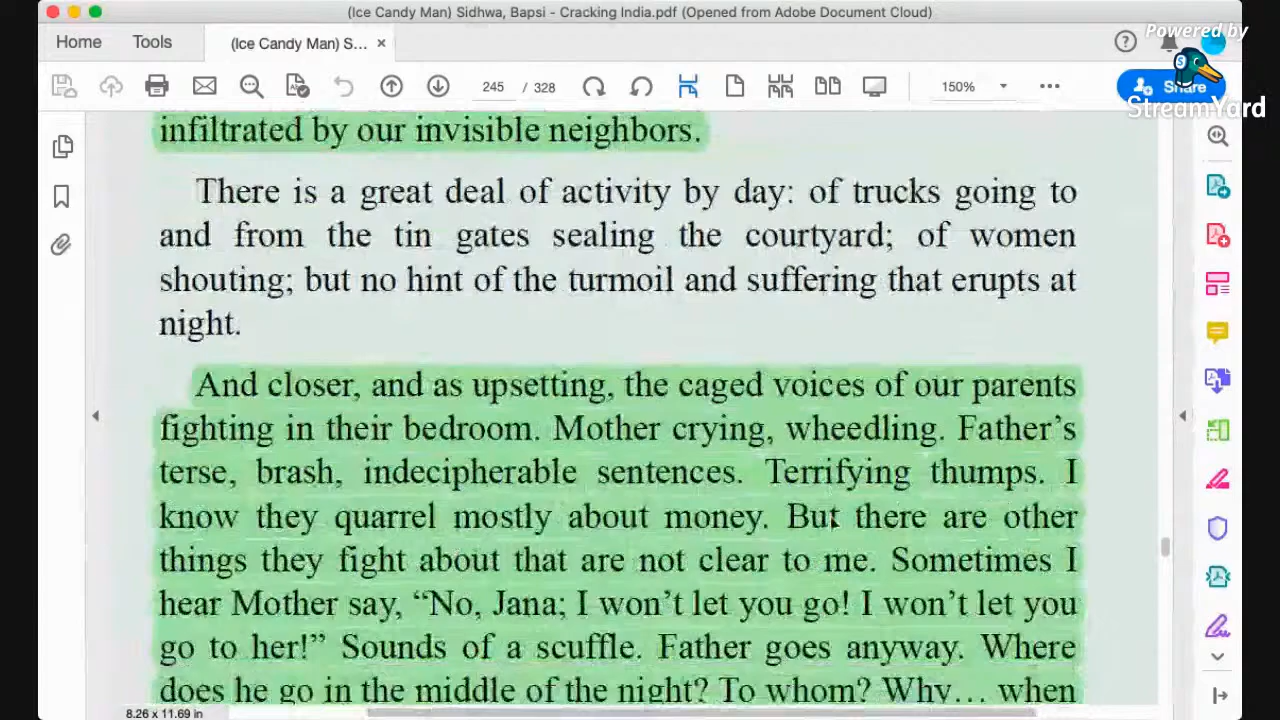 (Ice Candy Man) Sidhwa, Bapsi - Cracking India.pdf (Opened from Adobe Document Cloud)
Powered by
Home Tools (Ice Candy Man) S... ×
245 / 328 150% Share
StreamYard
infiltrated by our invisible neighbors.
There is a great deal of activity by day: of trucks going to
and from the tin gates sealing the courtyard; of women
shouting; but no hint of the turmoil and suffering that erupts at
night.
And closer, and as upsetting, the caged voices of our parents
fighting in their bedroom. Mother crying, wheedling. Father’s
terse, brash, indecipherable sentences. Terrifying thumps. I
know they quarrel mostly about money. But there are other
things they fight about that are not clear to me. Sometimes I
hear Mother say, “No, Jana; I won’t let you go! I won’t let you
go to her!” Sounds of a scuffle. Father goes anyway. Where
does he go in the middle of the night? To whom? Why… when
8.26 x 11.69 in